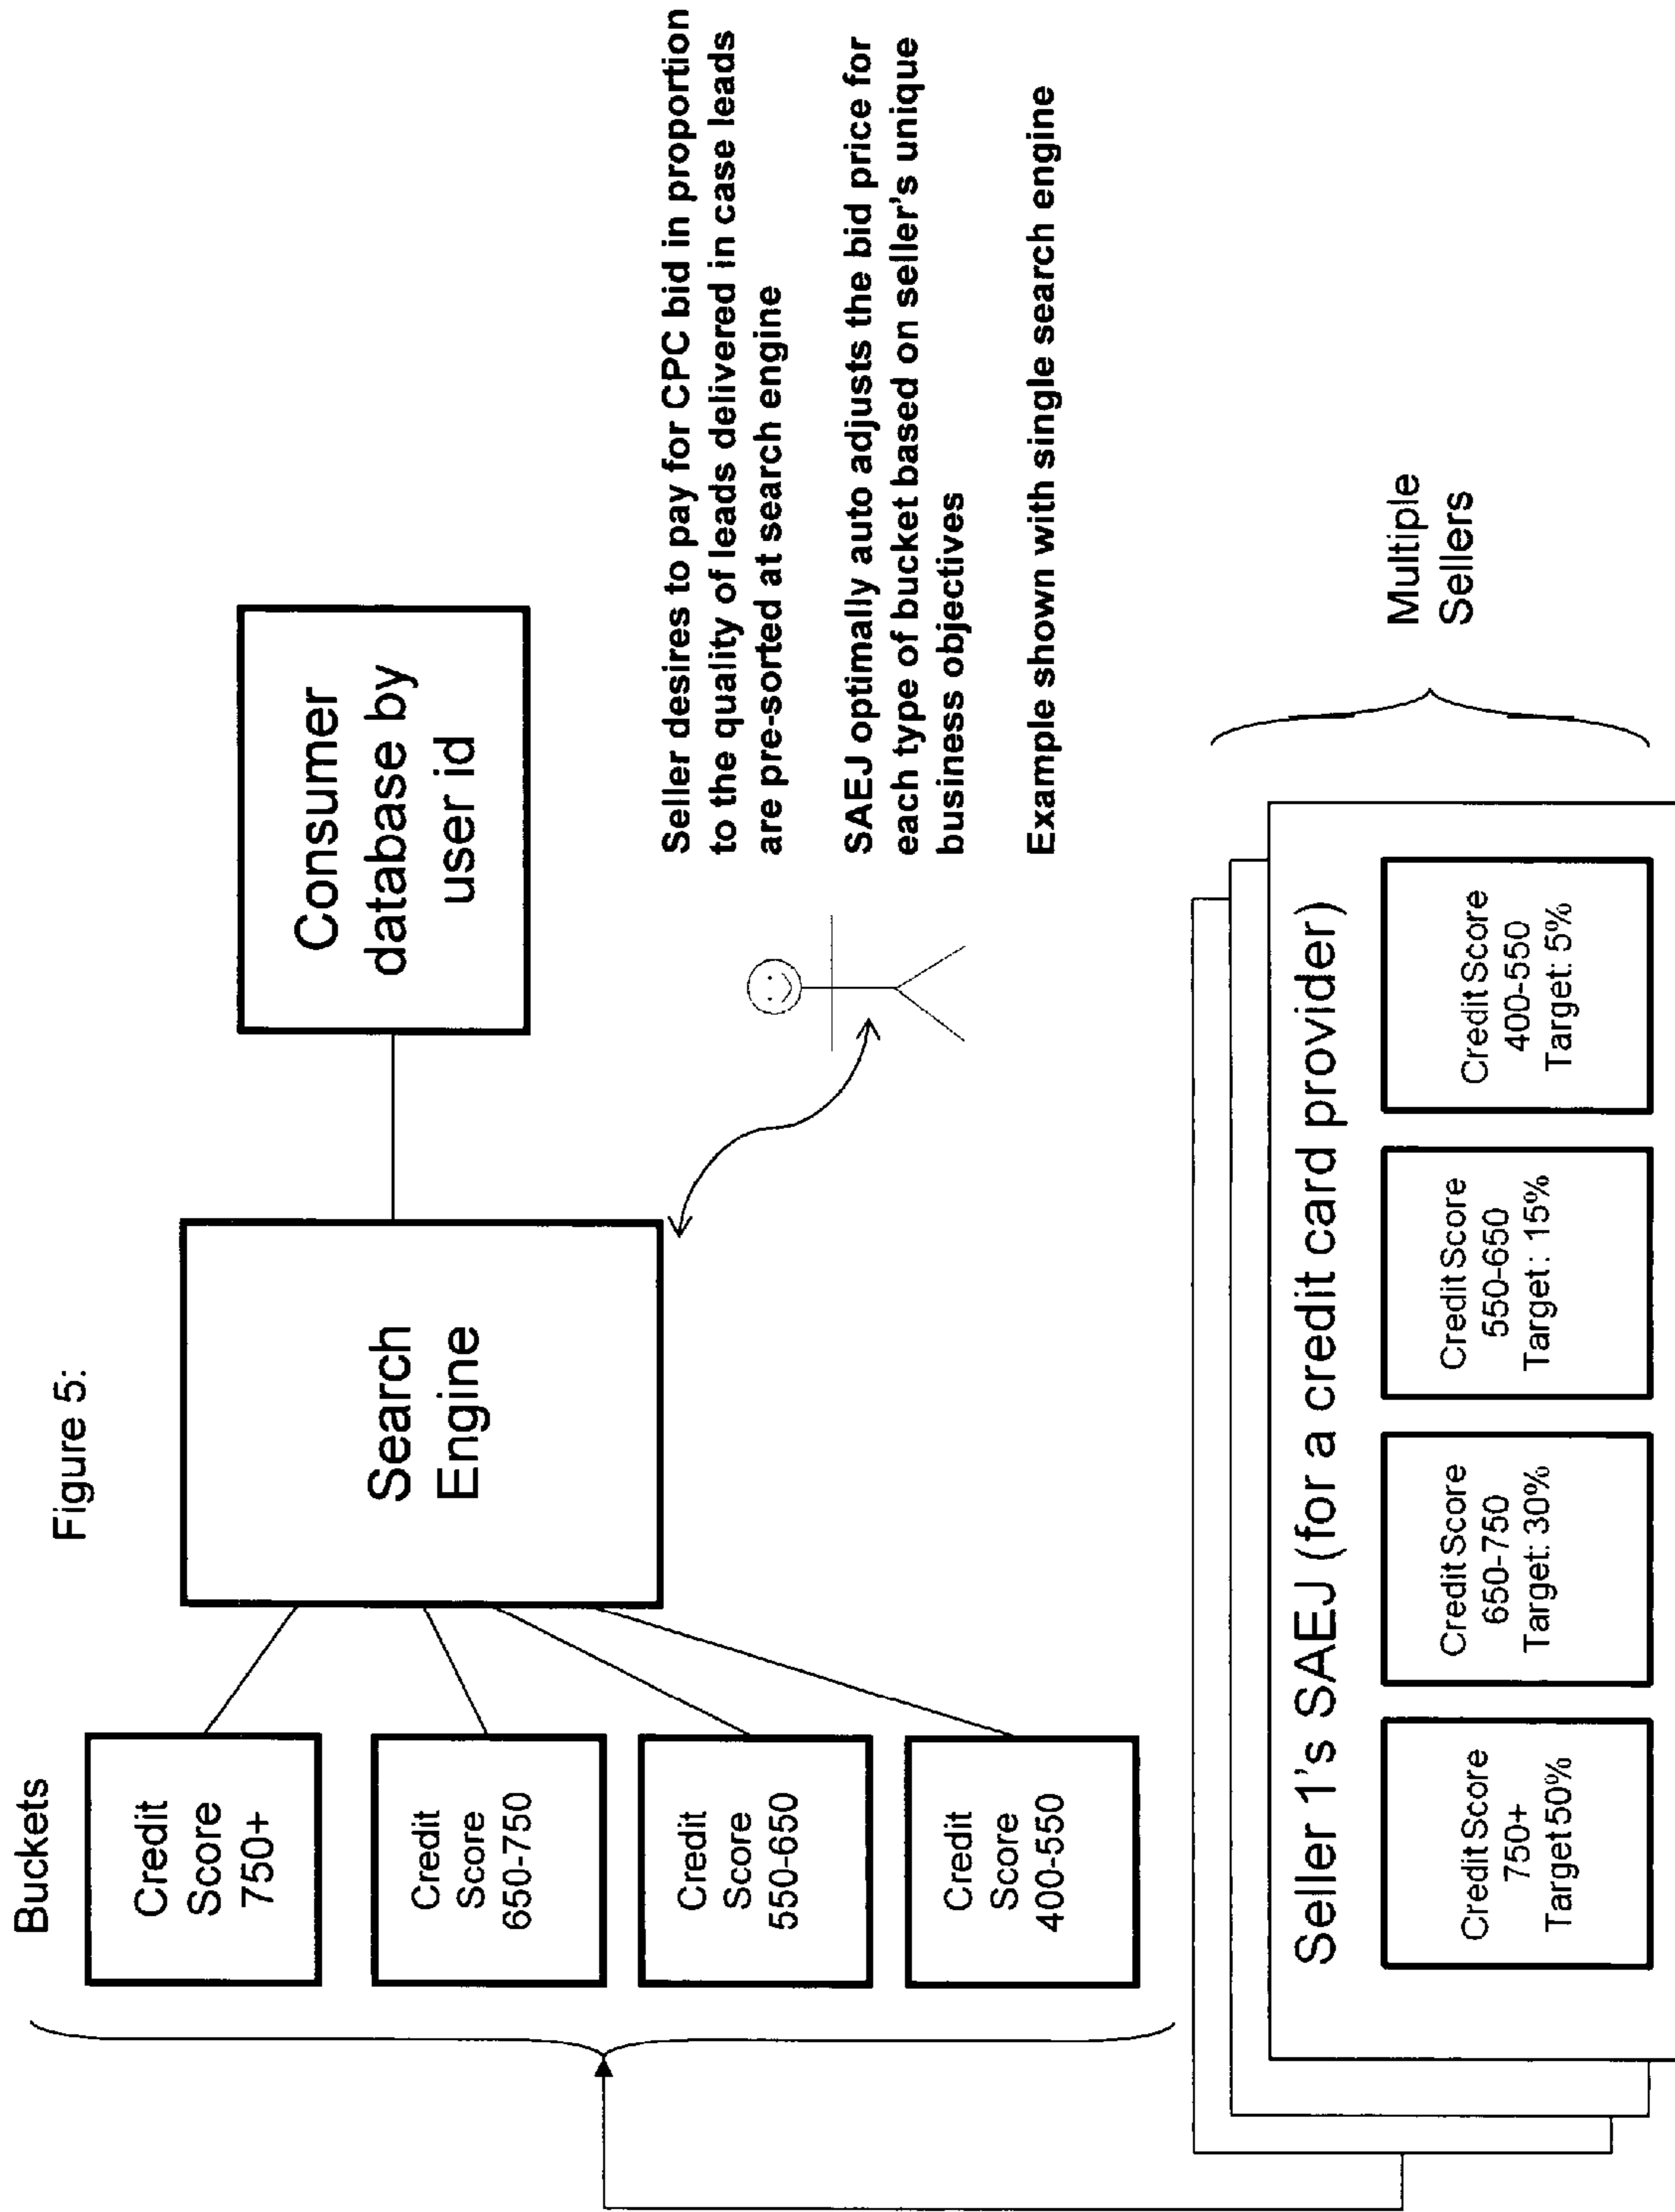 Figure 5:
Buckets
Credit
Score
750+
Credit
Score
650-750
Credit
Score
550-650
Credit
Score
400-550
Search
Engine
Consumer
database by
user id
Seller desires to pay for CPC bid in proportion
to the quality of leads delivered in case leads
are pre-sorted at search engine
SAEJ optimally auto adjusts the bid price for
each type of bucket based on seller's unique
business objectives
Example shown with single search engine
Seller 1's SAEJ (for a credit card provider)
Credit Score
750+
Target 50%
Credit Score
650-750
Target: 30%
Credit Score
550-650
Target: 15%
Credit Score
400-550
Target: 5%
Multiple
Sellers